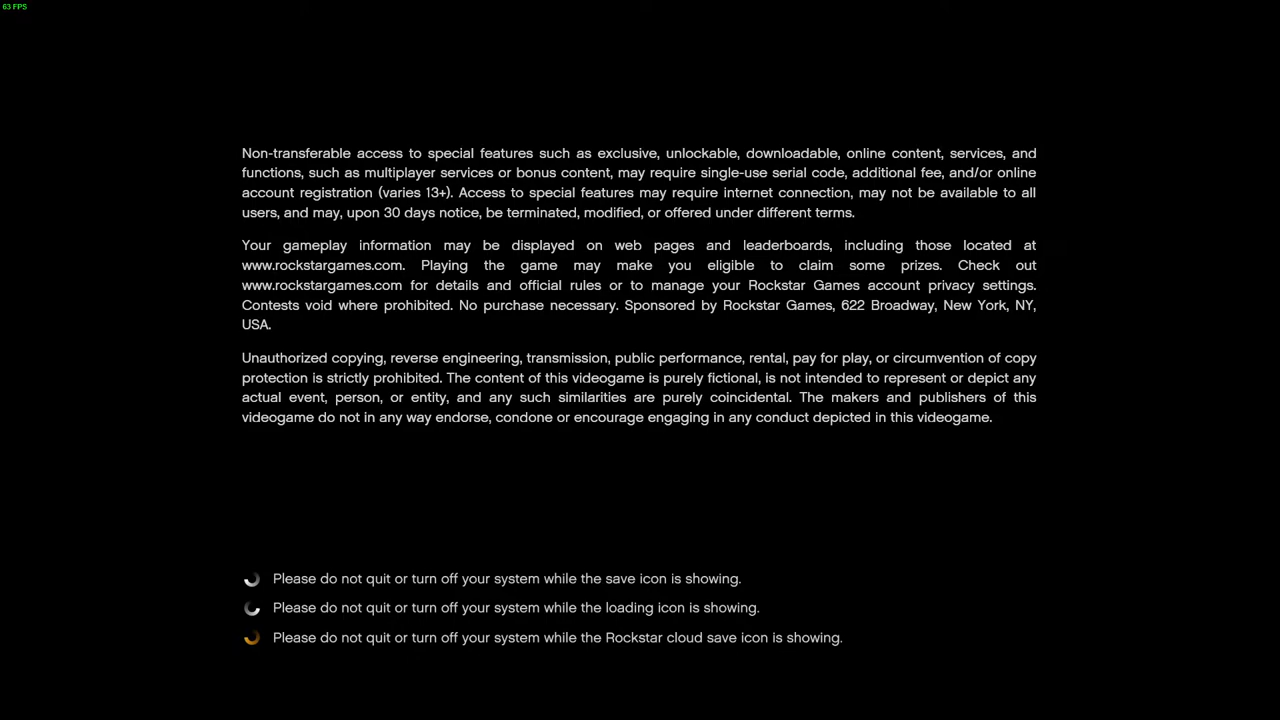 63 FPS
Non-transferable access to special features such as exclusive, unlockable, downloadable, online content, services, and
functions, such as multiplayer services or bonus content, may require single-use serial code, additional fee, and/or online
account registration (varies 13+). Access to special features may require internet connection, may not be available to all
users, and may, upon 30 days notice, be terminated, modified, or offered under different terms.
Your gameplay information may be displayed on web pages and leaderboards, including those located at
www.rockstargames.com. Playing the game may make you eligible to claim some prizes. Check out
www.rockstargames.com for details and official rules or to manage your Rockstar Games account privacy settings.
Contests void where prohibited. No purchase necessary. Sponsored by Rockstar Games, 622 Broadway, New York, NY,
USA.
Unauthorized copying, reverse engineering, transmission, public performance, rental, pay for play, or circumvention of copy
protection is strictly prohibited. The content of this videogame is purely fictional, is not intended to represent or depict any
actual event, person, or entity, and any such similarities are purely coincidental. The makers and publishers of this
videogame do not in any way endorse, condone or encourage engaging in any conduct depicted in this videogame.
Please do not quit or turn off your system while the save icon is showing.
Please do not quit or turn off your system while the loading icon is showing.
Please do not quit or turn off your system while the Rockstar cloud save icon is showing.